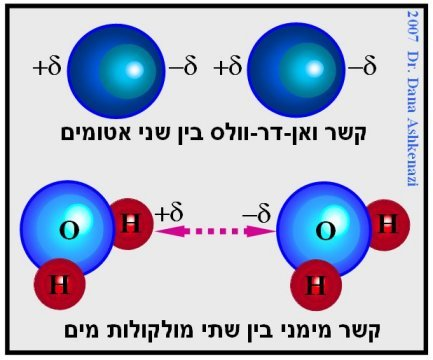 +δ −δ +δ −δ
קשר ואן-דר-וולס בין שני אטומים
O H +δ −δ O H
H H
קשר מימני בין שתי מולקולות מים
2007 Dr. Dana Ashkenazi